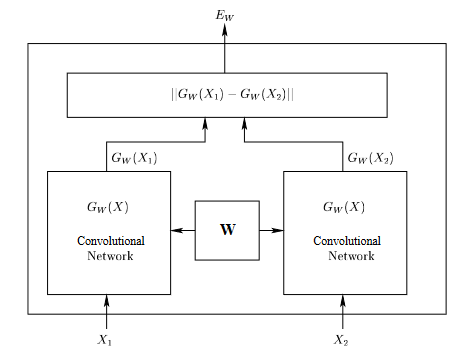 E_W
||G_W(X_1) − G_W(X_2)||
G_W(X_1)
G_W(X_2)
G_W(X)
Convolutional
Network
W
G_W(X)
Convolutional
Network
X_1
X_2